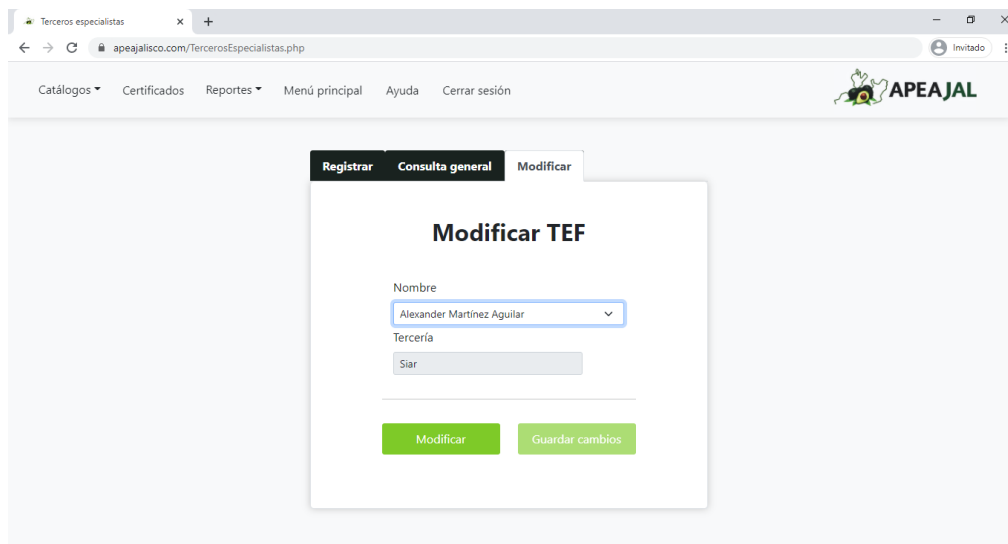 Terceros especialistas
apeajalisco.com/TercerosEspecialistas.php
Invitado
Catálogos Certificados Reportes Menú principal Ayuda Cerrar sesión
APEAJAL
Registrar Consulta general Modificar
Modificar TEF
Nombre
Alexander Martínez Aguilar
Tercería
Siar
Modificar Guardar cambios